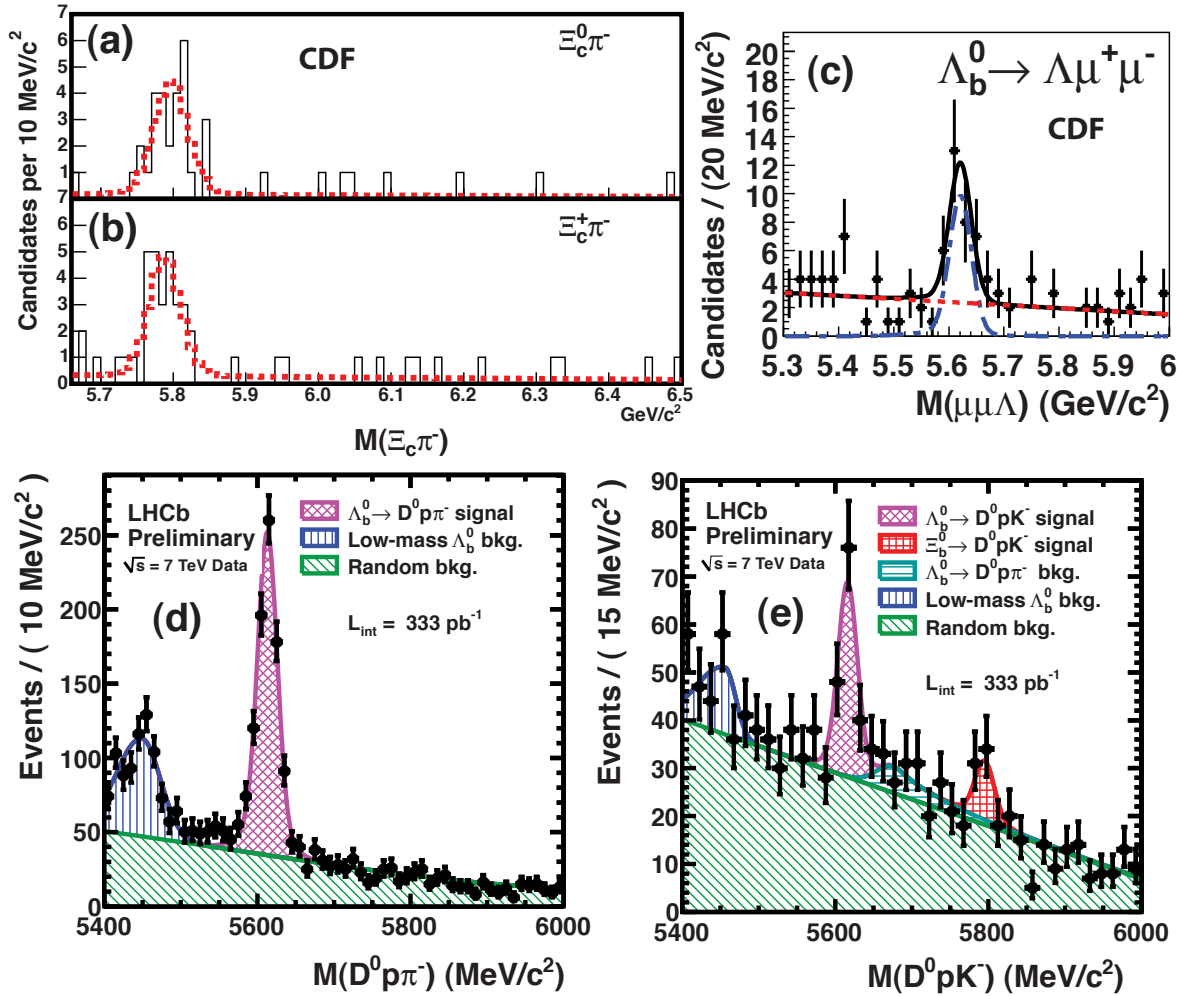 (a)
CDF
Ξc0π-
7
6
5
4
3
2
1
7
(b)
Ξc+π-
6
5
4
3
2
1
0
Candidates per 10 MeV/c2
5.7 5.8 5.9 6.0 6.1 6.2 6.3 6.4 6.5
GeV/c2
M(Ξcπ-)
(c)
Λb0→ Λμ+μ-
CDF
20
18
16
14
12
10
8
6
4
2
0
Candidates / (20 MeV/c2)
5.3 5.4 5.5 5.6 5.7 5.8 5.9 6
M(μμΛ) (GeV/c2)
LHCb
Preliminary
√s = 7 TeV Data
Λb0→ D0pπ- signal
Low-mass Λb0 bkg.
Random bkg.
(d)
Lint = 333 pb-1
250
200
150
100
50
0
Events / ( 10 MeV/c2)
5400 5600 5800 6000
M(D0pπ-) (MeV/c2)
LHCb
Preliminary
√s = 7 TeV Data
Λb0→ D0pK- signal
Ξb0→ D0pK- signal
Λb0→ D0pπ- bkg.
Low-mass Λb0 bkg.
Random bkg.
(e)
Lint = 333 pb-1
90
80
70
60
50
40
30
20
10
0
Events / ( 15 MeV/c2)
5400 5600 5800 6000
M(D0pK-) (MeV/c2)